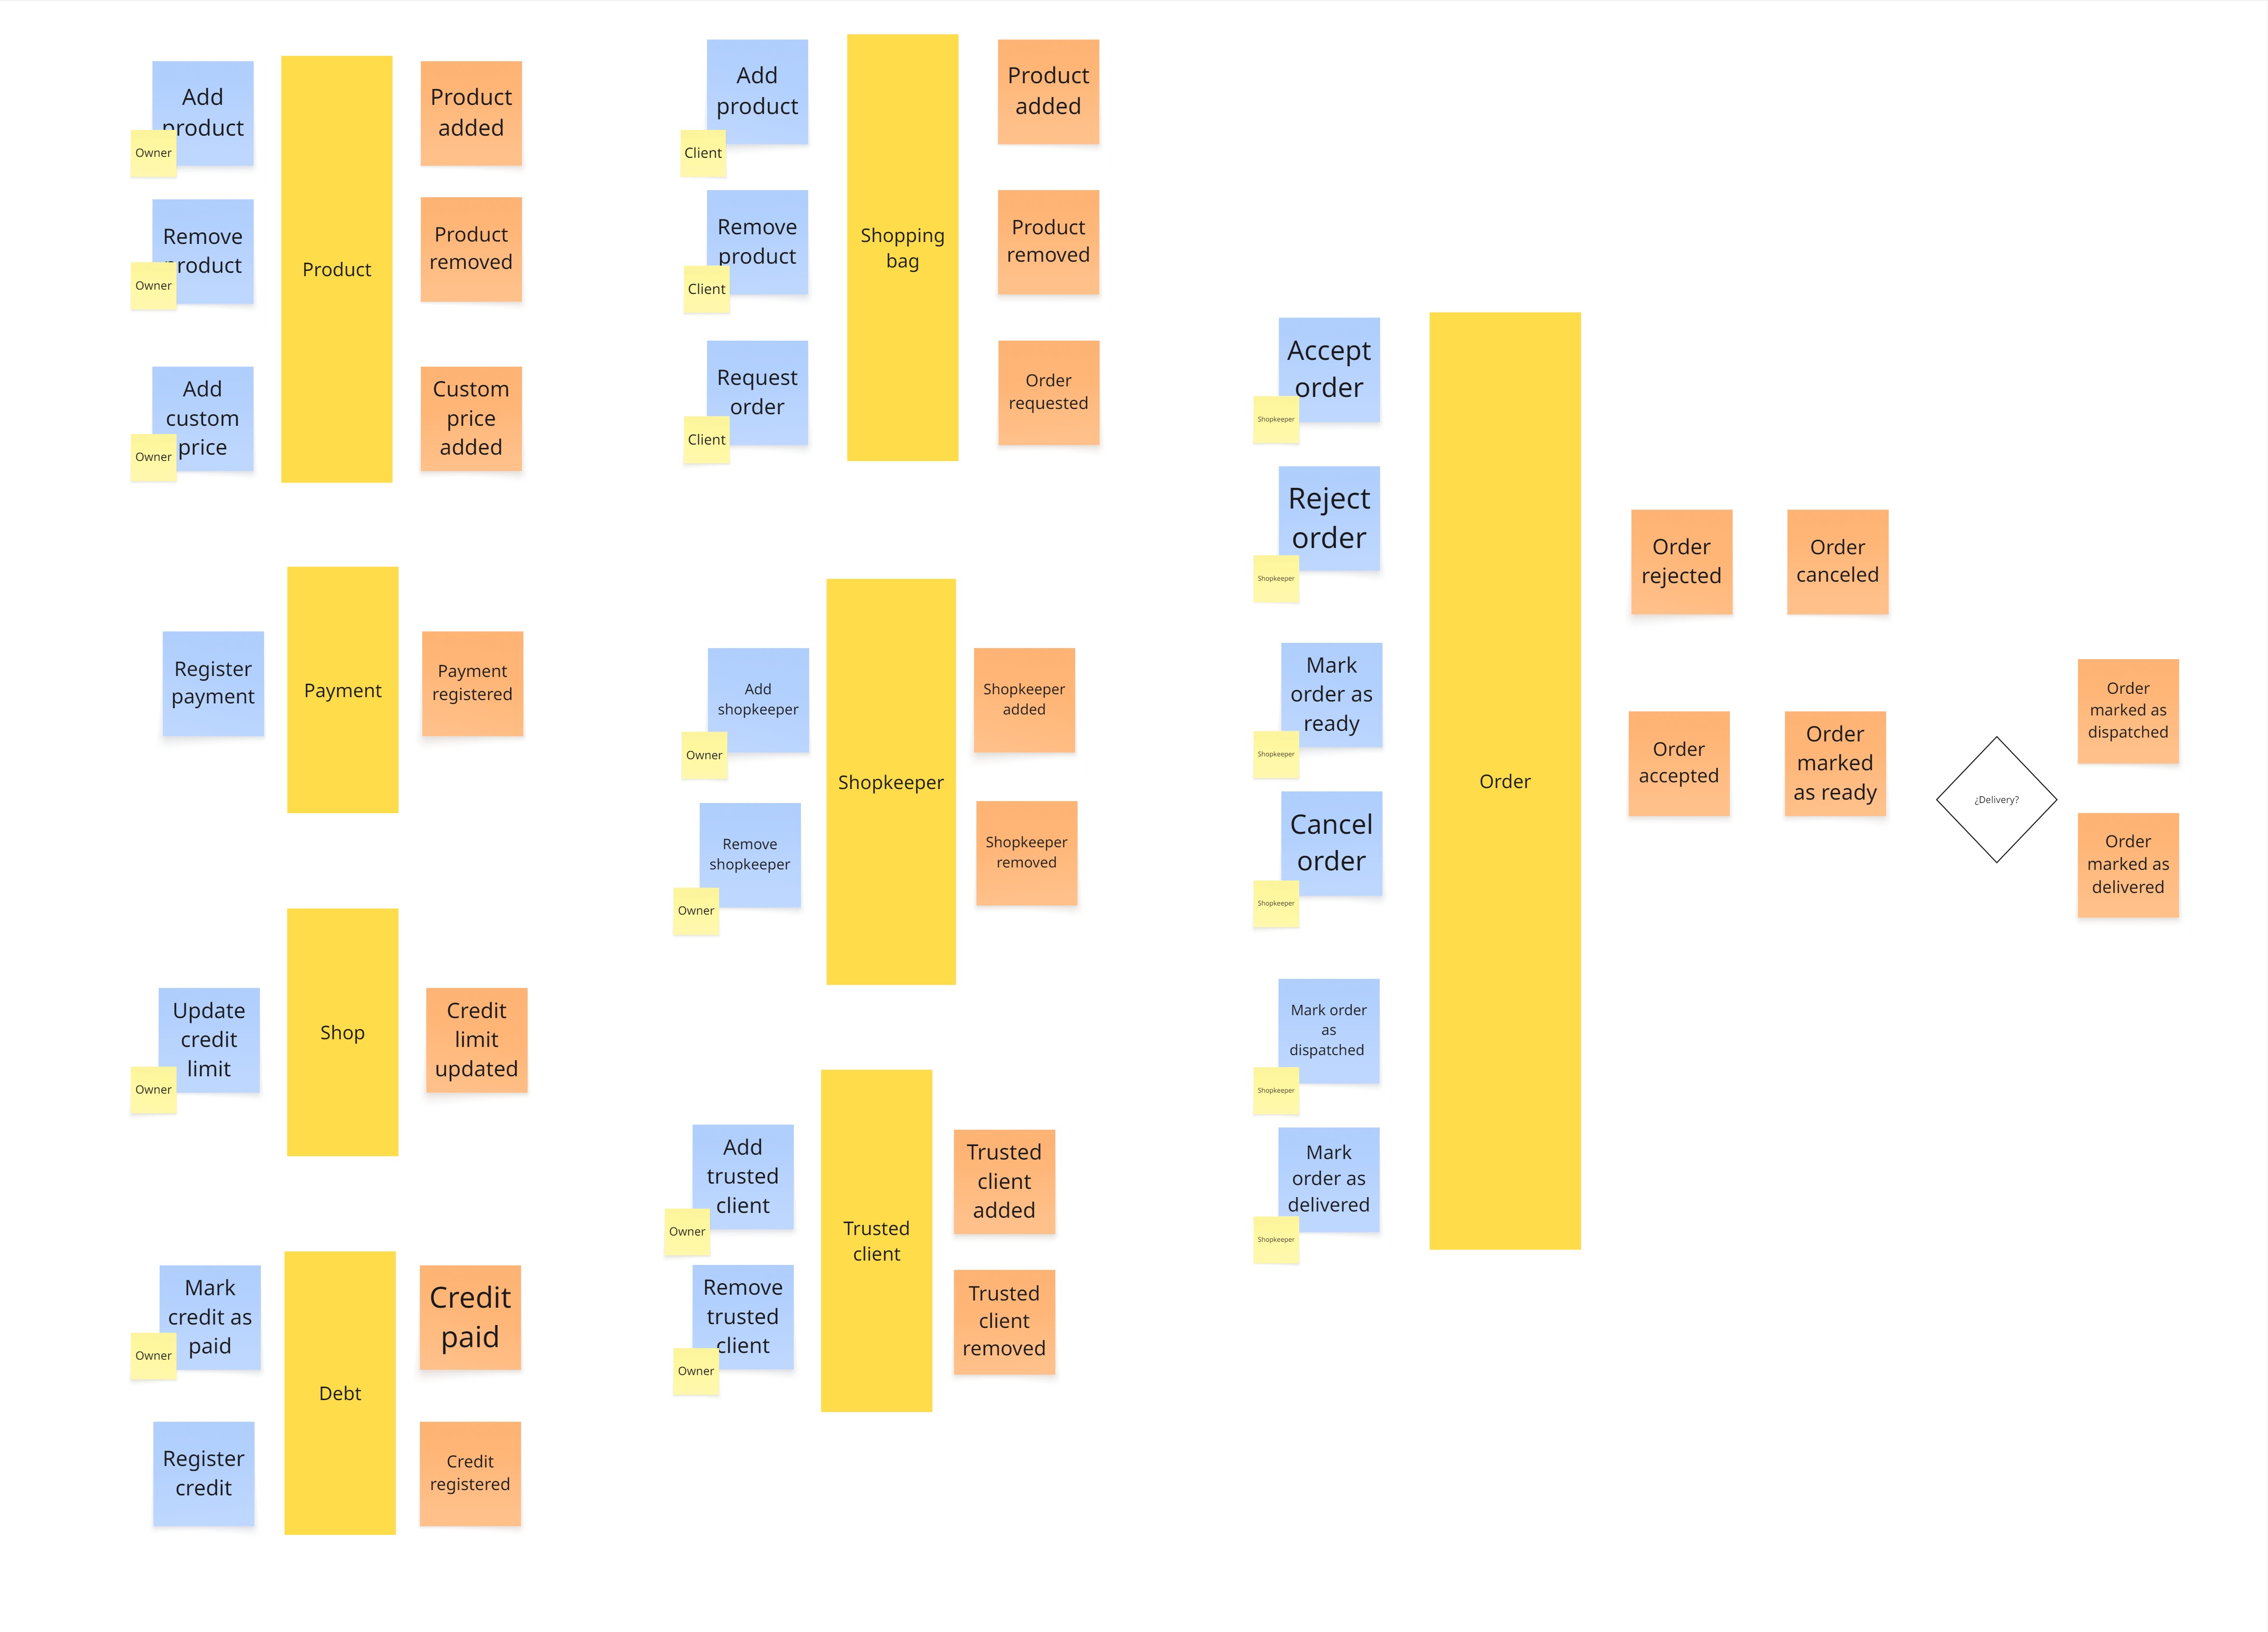 Add
product
Owner
Remove
product
Owner
Add
custom
price
Owner
Product
Product
added
Product
removed
Custom
price
added
Register
payment
Payment
Payment
registered
Update
credit
limit
Owner
Shop
Credit
limit
updated
Mark
credit as
paid
Owner
Register
credit
Debt
Credit
paid
Credit
registered
Add
product
Client
Remove
product
Client
Request
order
Client
Shopping
bag
Product
added
Product
removed
Order
requested
Add
shopkeeper
Owner
Remove
shopkeeper
Owner
Shopkeeper
Shopkeeper
added
Shopkeeper
removed
Add
trusted
client
Owner
Remove
trusted
client
Owner
Trusted
client
Trusted
client
added
Trusted
client
removed
Accept
order
Shopkeeper
Reject
order
Shopkeeper
Mark
order as
ready
Shopkeeper
Cancel
order
Shopkeeper
Mark order
as
dispatched
Shopkeeper
Mark
order as
delivered
Shopkeeper
Order
Order
rejected
Order
canceled
Order
accepted
Order
marked
as ready
¿Delivery?
Order
marked as
dispatched
Order
marked as
delivered